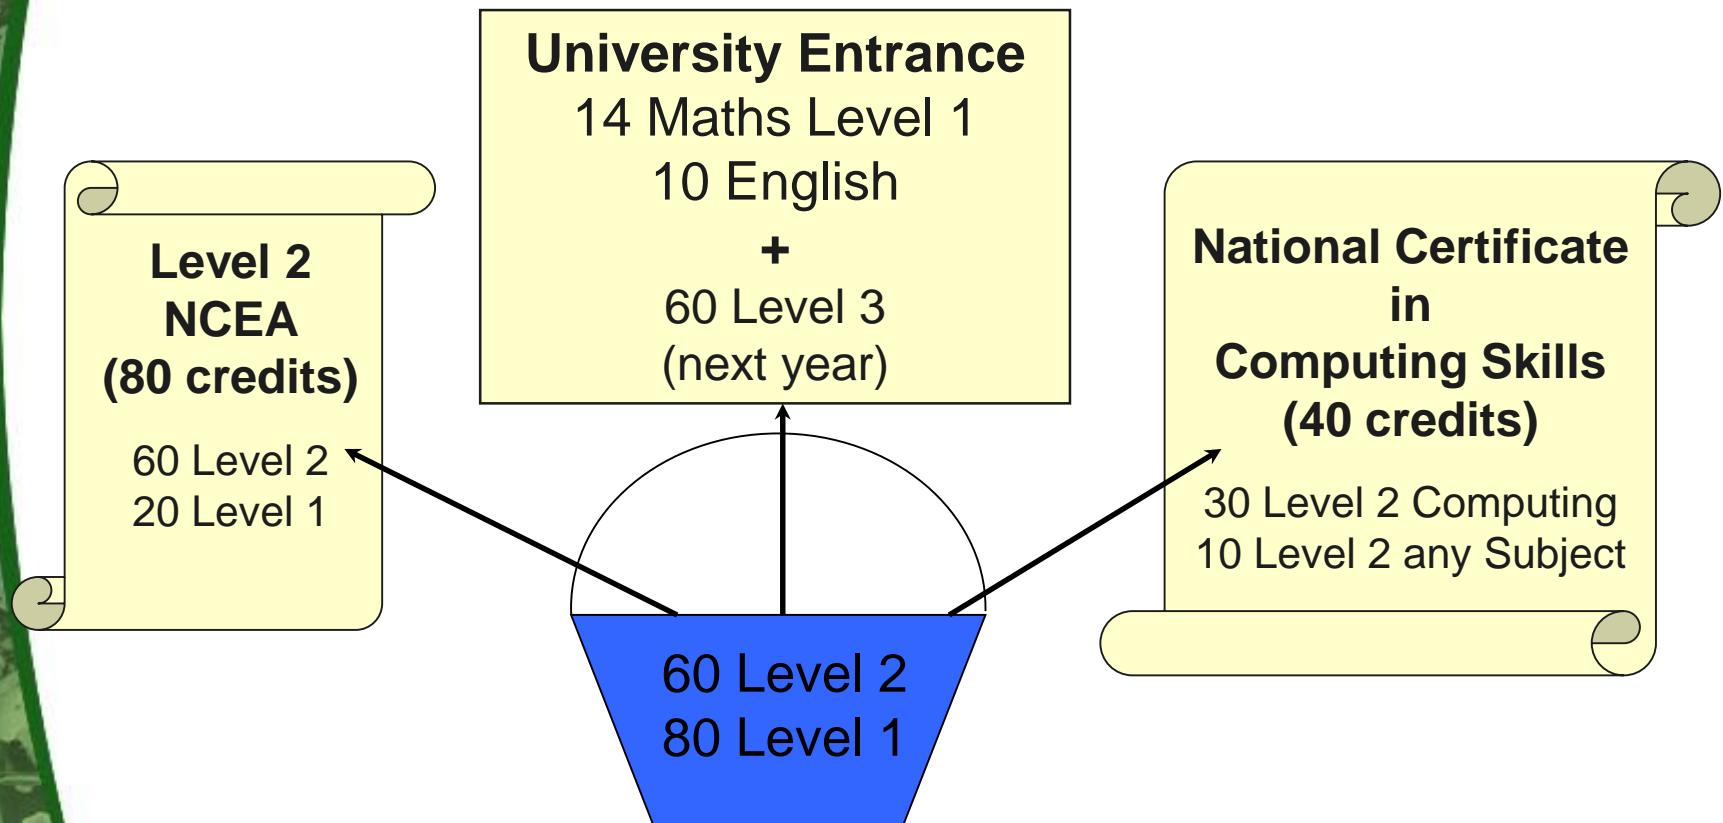 University Entrance
14 Maths Level 1
10 English
+
60 Level 3
(next year)
Level 2
NCEA
(80 credits)
60 Level 2
20 Level 1
National Certificate
in
Computing Skills
(40 credits)
30 Level 2 Computing
10 Level 2 any Subject
60 Level 2
80 Level 1